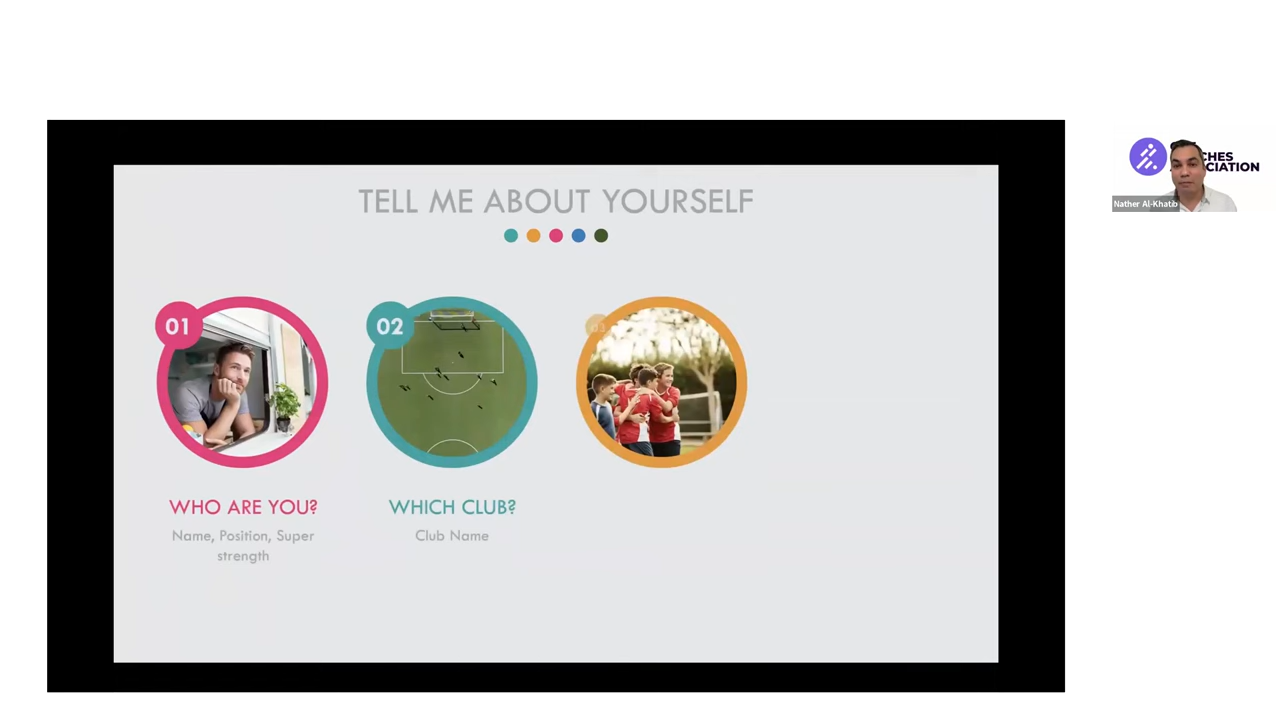 TELL ME ABOUT YOURSELF
01
02
03
WHO ARE YOU?
WHICH CLUB?
Name, Position, Super
strength
Club Name
CHES
CIATION
Nather Al-Khatib